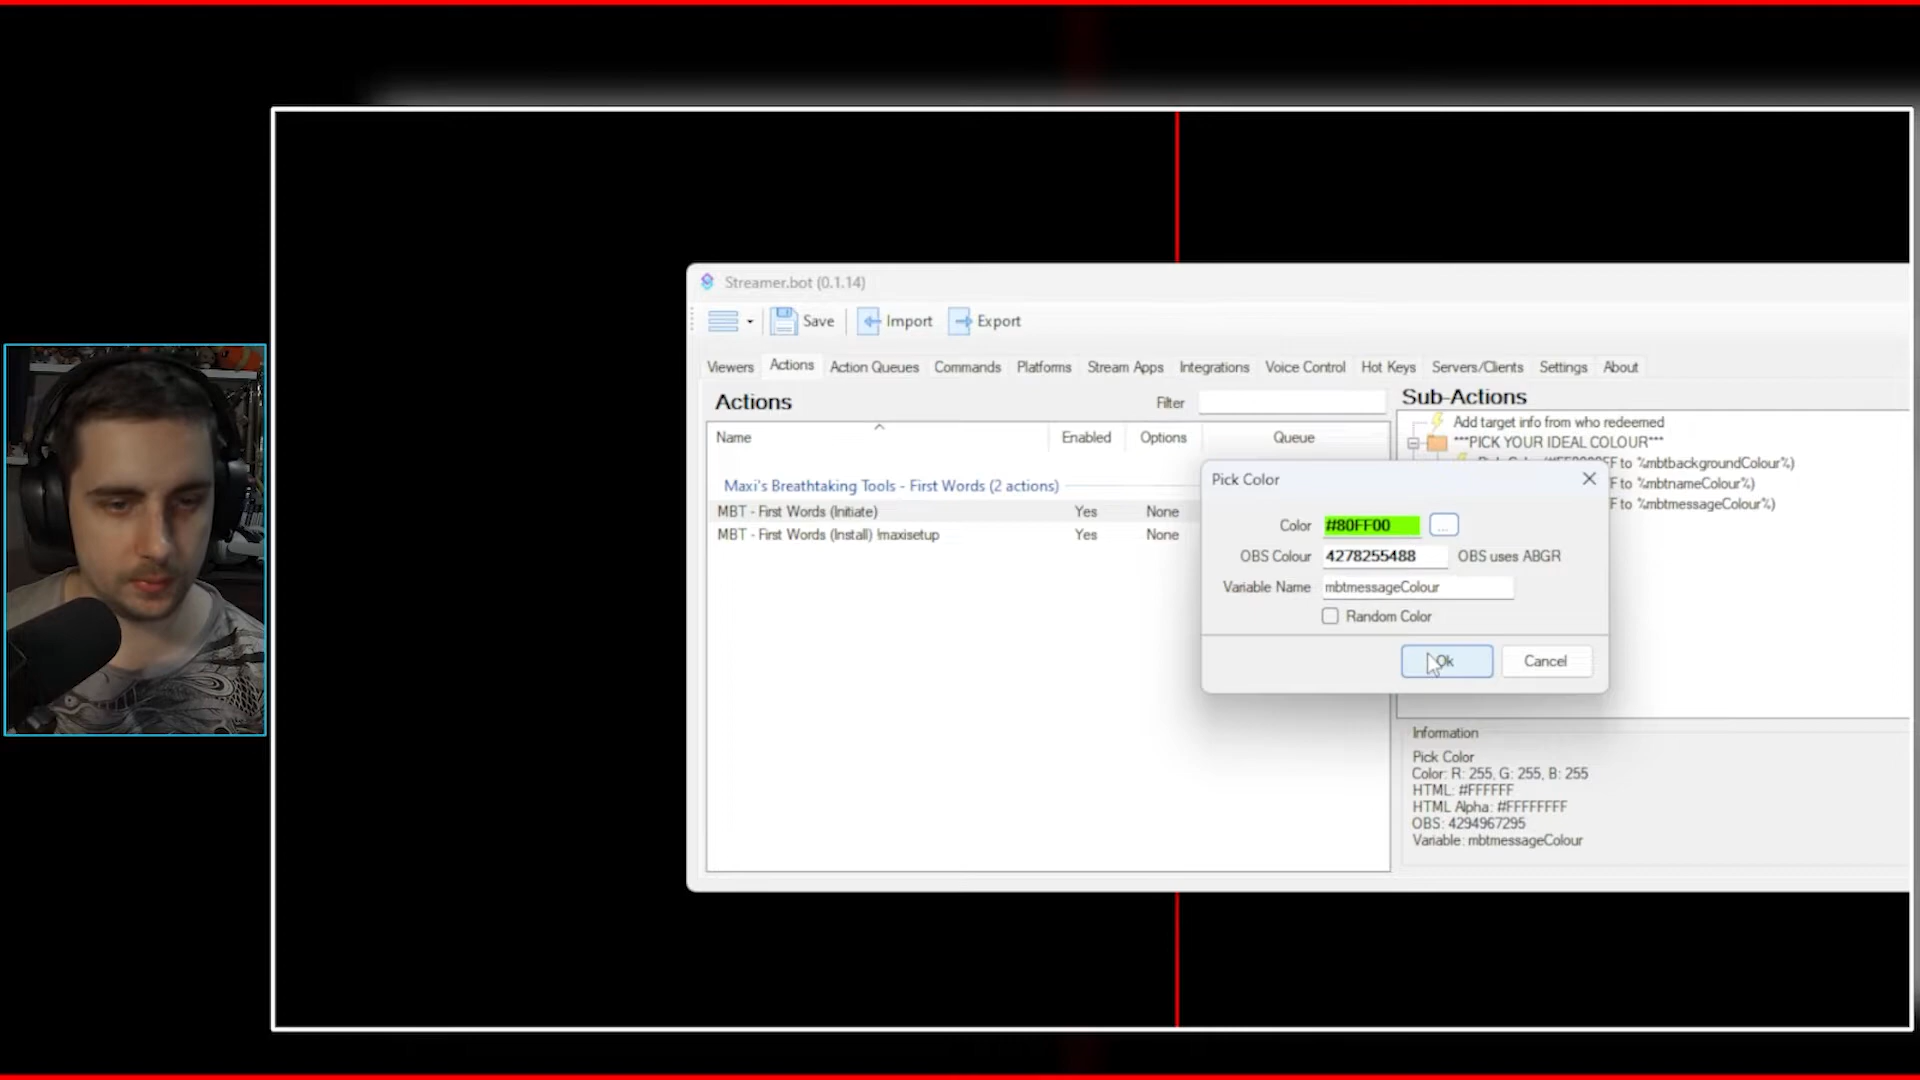 Streamer.bot (0.1.14)
Save Import Export
Viewers Actions Action Queues Commands Platforms Stream Apps Integrations Voice Control Hot Keys Servers/Clients Settings About
Actions
Filter
Name Enabled Options Queue
Maxi's Breathtaking Tools - First Words (2 actions)
MBT - First Words (Initiate) Yes None
MBT - First Words (Install) !maxisetup Yes None
Sub-Actions
Add target info from who redeemed
***PICK YOUR IDEAL COLOUR***
to %mbtbackgroundColour%)
F to %mbtnameColour%)
F to %mbtmessageColour%)
Pick Color
Color #80FF00 ...
OBS Colour 4278255488 OBS uses ABGR
Variable Name mbtmessageColour
Random Color
Ok Cancel
Information
Pick Color
Color: R: 255, G: 255, B: 255
HTML: #FFFFFF
HTML Alpha: #FFFFFFFF
OBS: 4294967295
Variable: mbtmessageColour